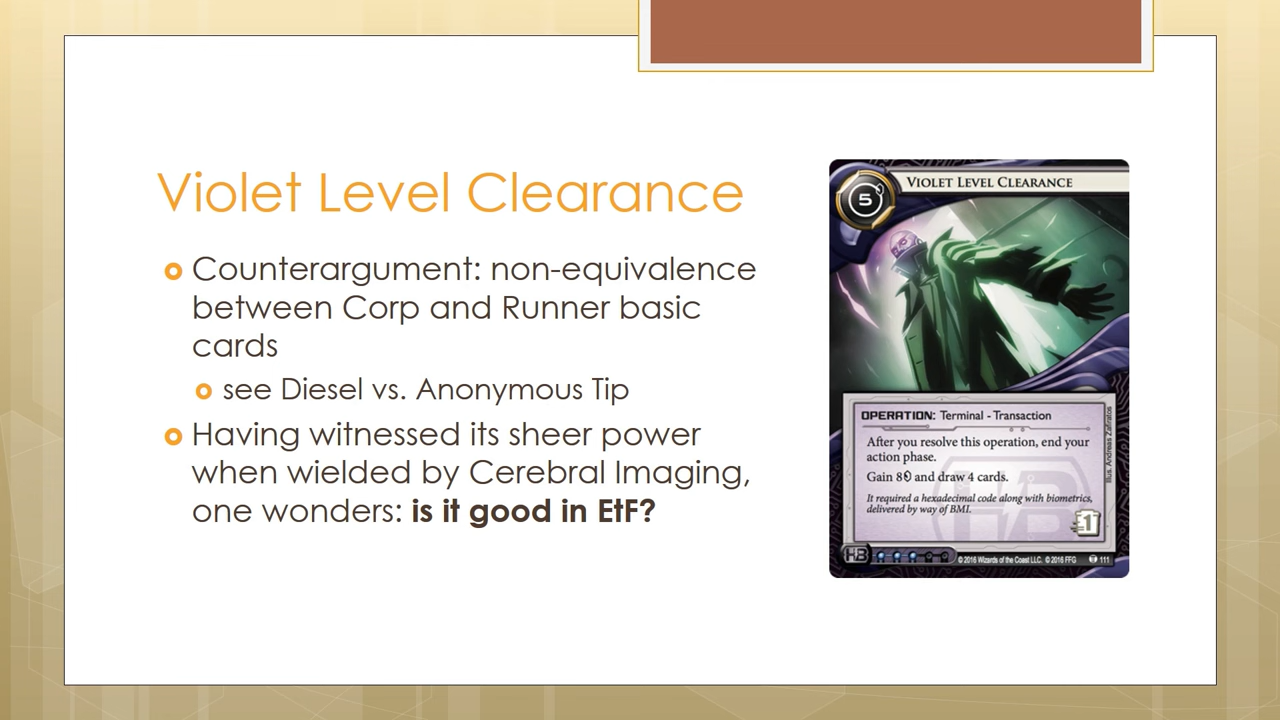 Violet Level Clearance
Counterargument: non-equivalence
between Corp and Runner basic
cards
see Diesel vs. Anonymous Tip
Having witnessed its sheer power
when wielded by Cerebral Imaging,
one wonders: is it good in EtF?
5
Violet Level Clearance
OPERATION: Terminal - Transaction
After you resolve this operation, end your
action phase.
Gain 8 and draw 4 cards.
It required a hexadecimal code along with biometrics,
delivered by way of BMI.
1
Illus. Andreas Zafiratos
HB
© 2016 Wizards of the Coast LLC. © 2016 FFG 111